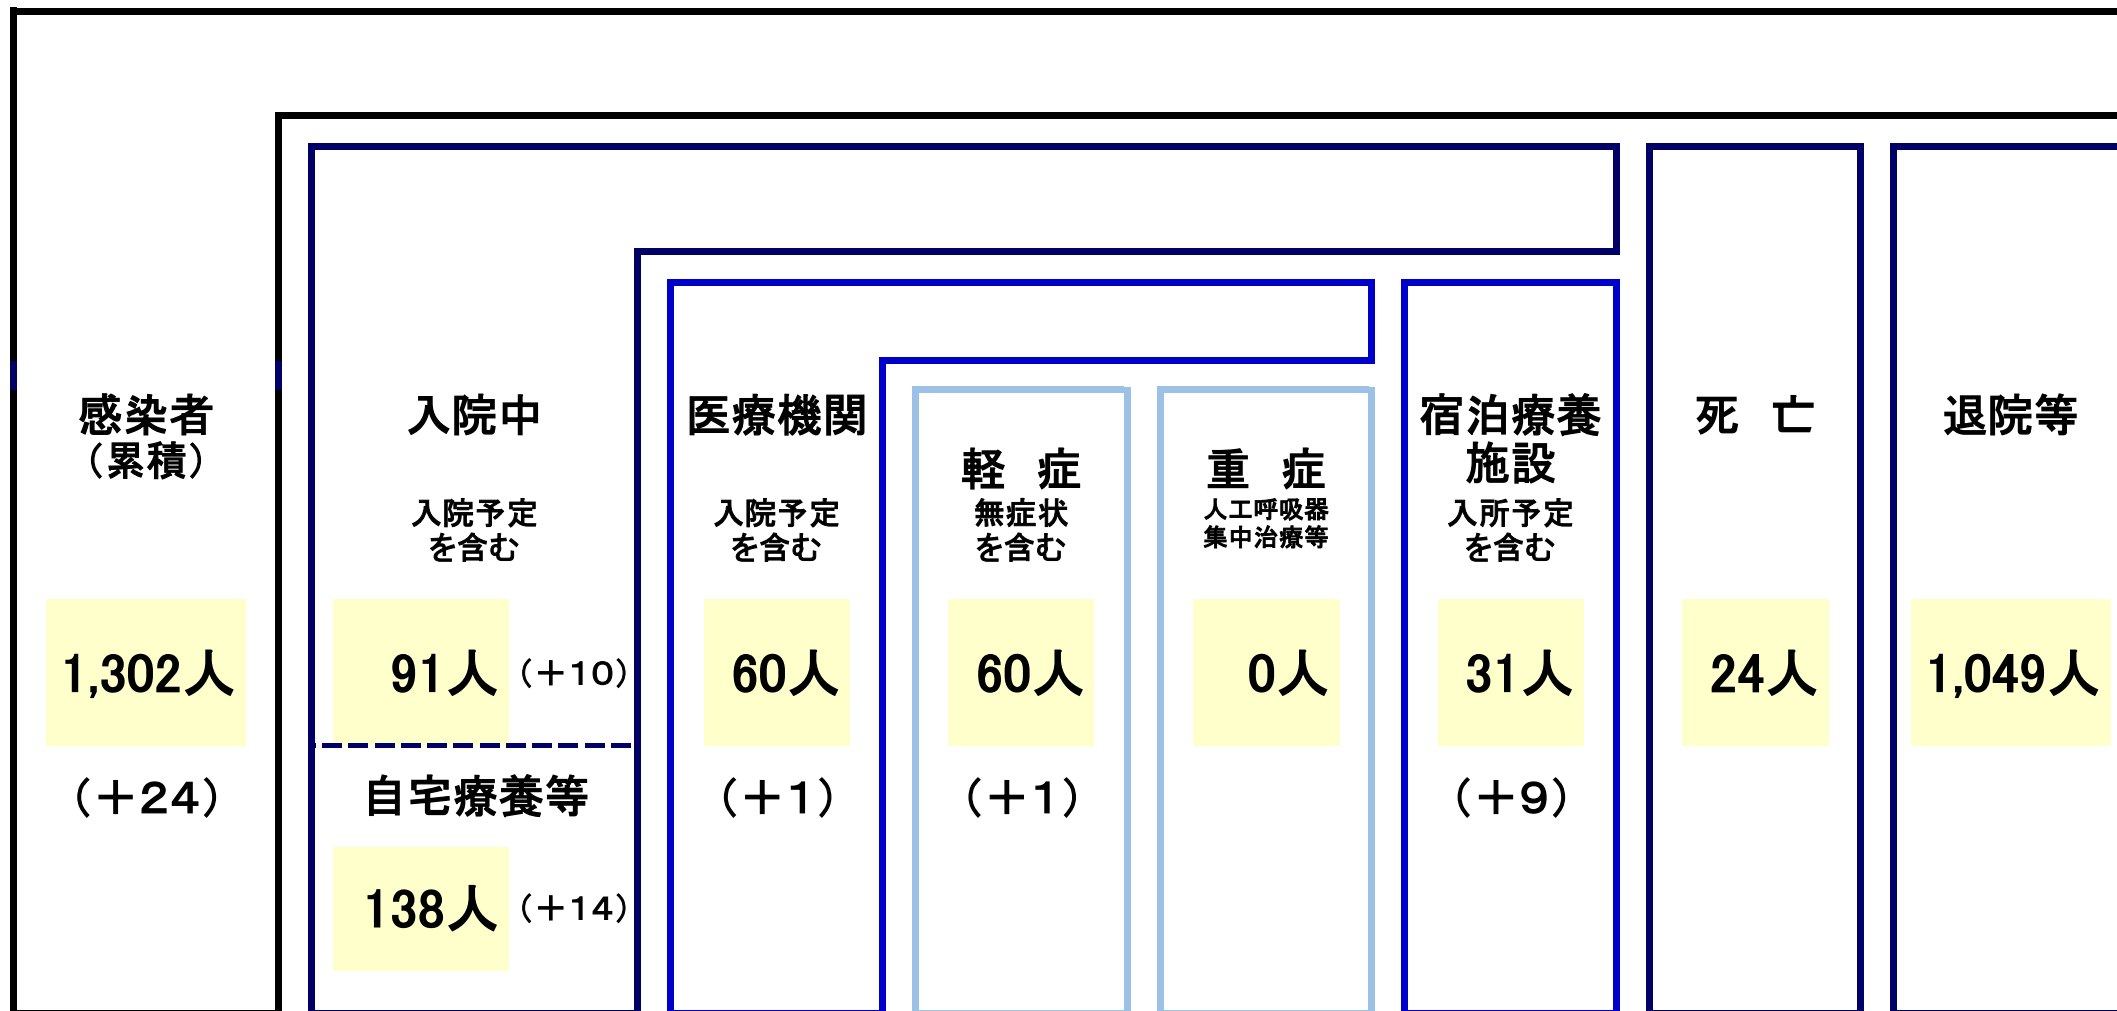 感染者
（累積）
1,302人
（＋24）
入院中
入院予定
を含む
91人（＋10）
自宅療養等
138人（＋14）
医療機関
入院予定
を含む
60人
（＋1）
軽 症
無症状
を含む
60人
（＋1）
重 症
人工呼吸器
集中治療等
0人
宿泊療養
施設
入所予定
を含む
31人
（＋9）
死 亡
24人
退院等
1,049人